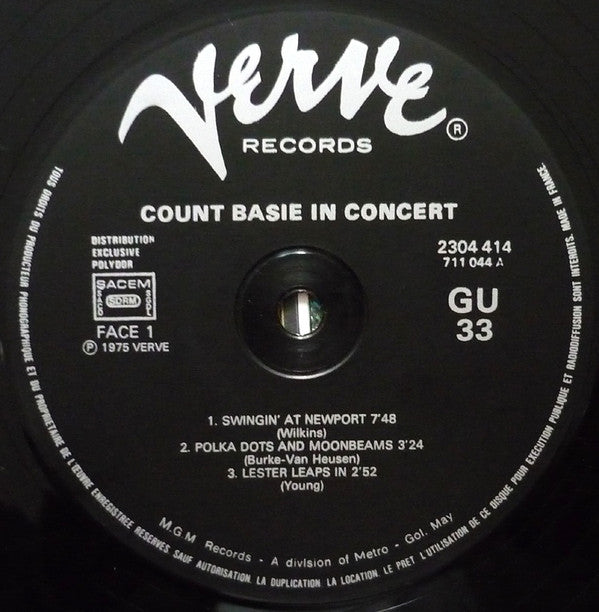 Verve
RECORDS
®
COUNT BASIE IN CONCERT
DISTRIBUTION
EXCLUSIVE
POLYDOR
SACEM
SACD SDRM SGDL
FACE 1
℗ 1975 VERVE
2304 414
711 044 A
GU
33
1. SWINGIN' AT NEWPORT 7'48
(Wilkins)
2. POLKA DOTS AND MOONBEAMS 3'24
(Burke-Van Heusen)
3. LESTER LEAPS IN 2'52
(Young)
M.G.M Records - A division of Metro - Gol. May
TOUS DROITS DU PRODUCTEUR PHONOGRAPHIQUE ET DU PROPRIETAIRE DE L'ŒUVRE ENREGISTREE RESERVES. SAUF AUTORISATION. LA DUPLICATION. LA LOCATION. LE PRET L'UTILISATION DE CE DISQUE POUR EXECUTION PUBLIQUE ET RADIODIFFUSION SONT INTERDITS. MADE IN FRANCE.